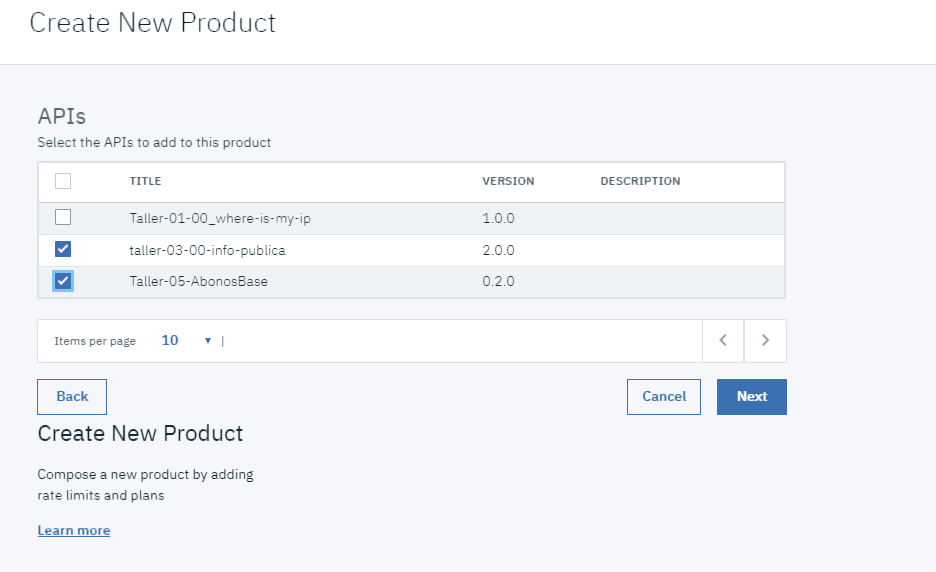 Create New Product
APIs
Select the APIs to add to this product
TITLE VERSION DESCRIPTION
Taller-01-00_where-is-my-ip 1.0.0
taller-03-00-info-publica 2.0.0
Taller-05-AbonosBase 0.2.0
Items per page 10 ▼ |
Back Cancel Next
Create New Product
Compose a new product by adding
rate limits and plans
Learn more